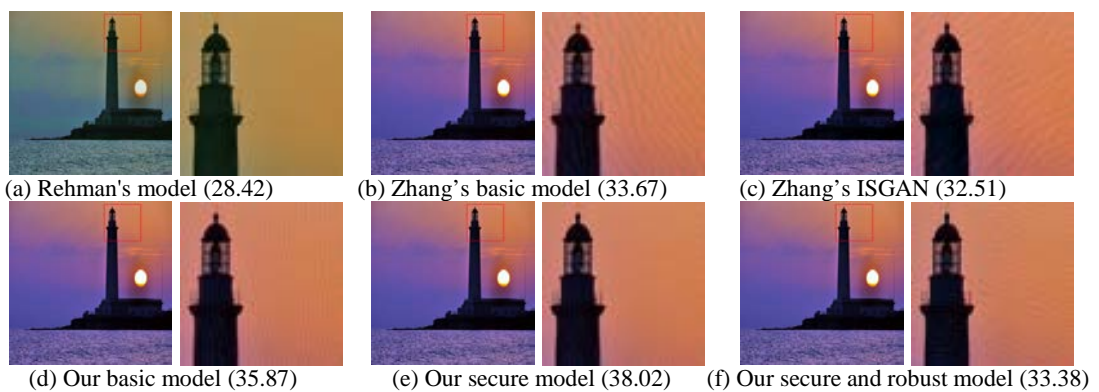 (a) Rehman's model (28.42)
(b) Zhang’s basic model (33.67)
(c) Zhang’s ISGAN (32.51)
(d) Our basic model (35.87)
(e) Our secure model (38.02)
(f) Our secure and robust model (33.38)